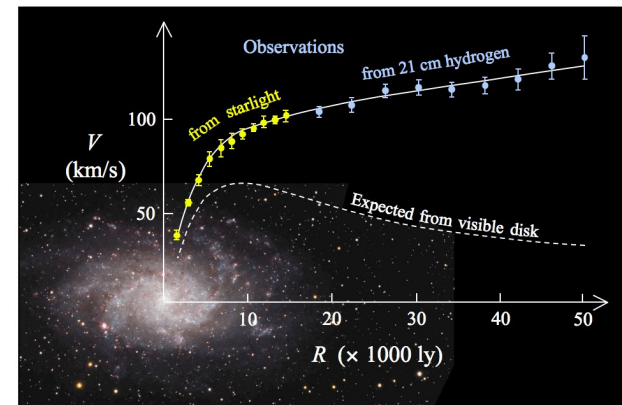 Observations
from 21 cm hydrogen
from starlight
100
V
(km/s)
50
Expected from visible disk
10
20
30
40
50
R (× 1000 ly)